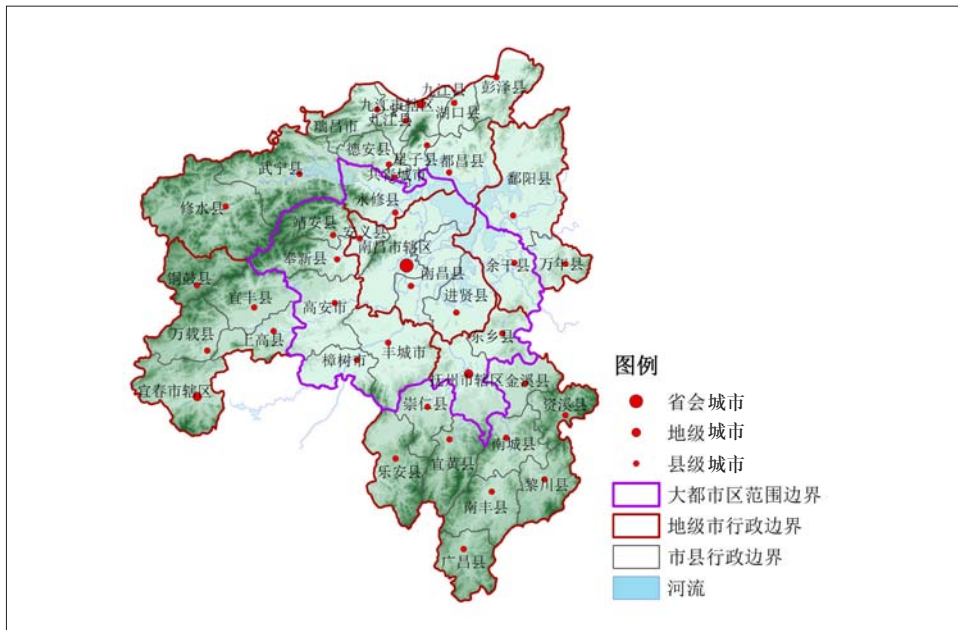 九江县
彭泽县
九江市辖区
湖口县
九江县
瑞昌市
德安县
星子县
都昌县
武宁县
共青城市
鄱阳县
修水县
永修县
靖安县
安义县
南昌市辖区
奉新县
余干县
万年县
铜鼓县
南昌县
宜丰县
进贤县
高安市
万载县
上高县
东乡县
丰城市
樟树市
宜春市辖区
抚州市辖区
金溪县
崇仁县
资溪县
乐安县
宜黄县
南城县
黎川县
南丰县
广昌县
图例
省会城市
地级城市
县级城市
大都市区范围边界
地级市行政边界
市县行政边界
河流